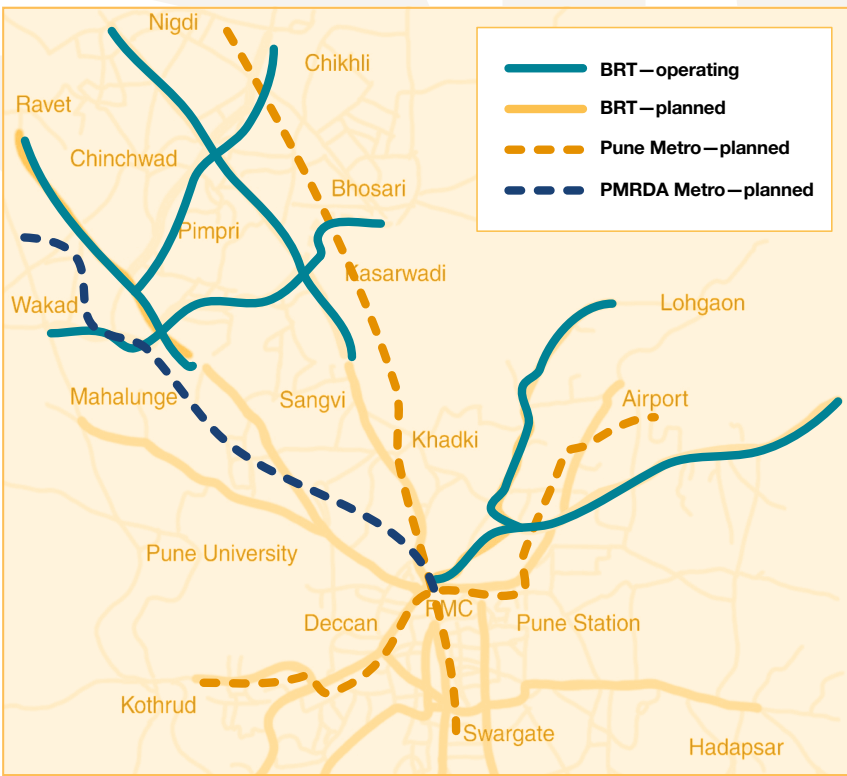 Nigdi
Chikhli
BRT—operating
BRT—planned
Pune Metro—planned
PMRDA Metro—planned
Ravet
Chinchwad
Bhosari
Pimpri
Kasarwadi
Wakad
Lohgaon
Mahalunge
Sangvi
Airport
Khadki
Pune University
PMC
Deccan
Pune Station
Kothrud
Swargate
Hadapsar